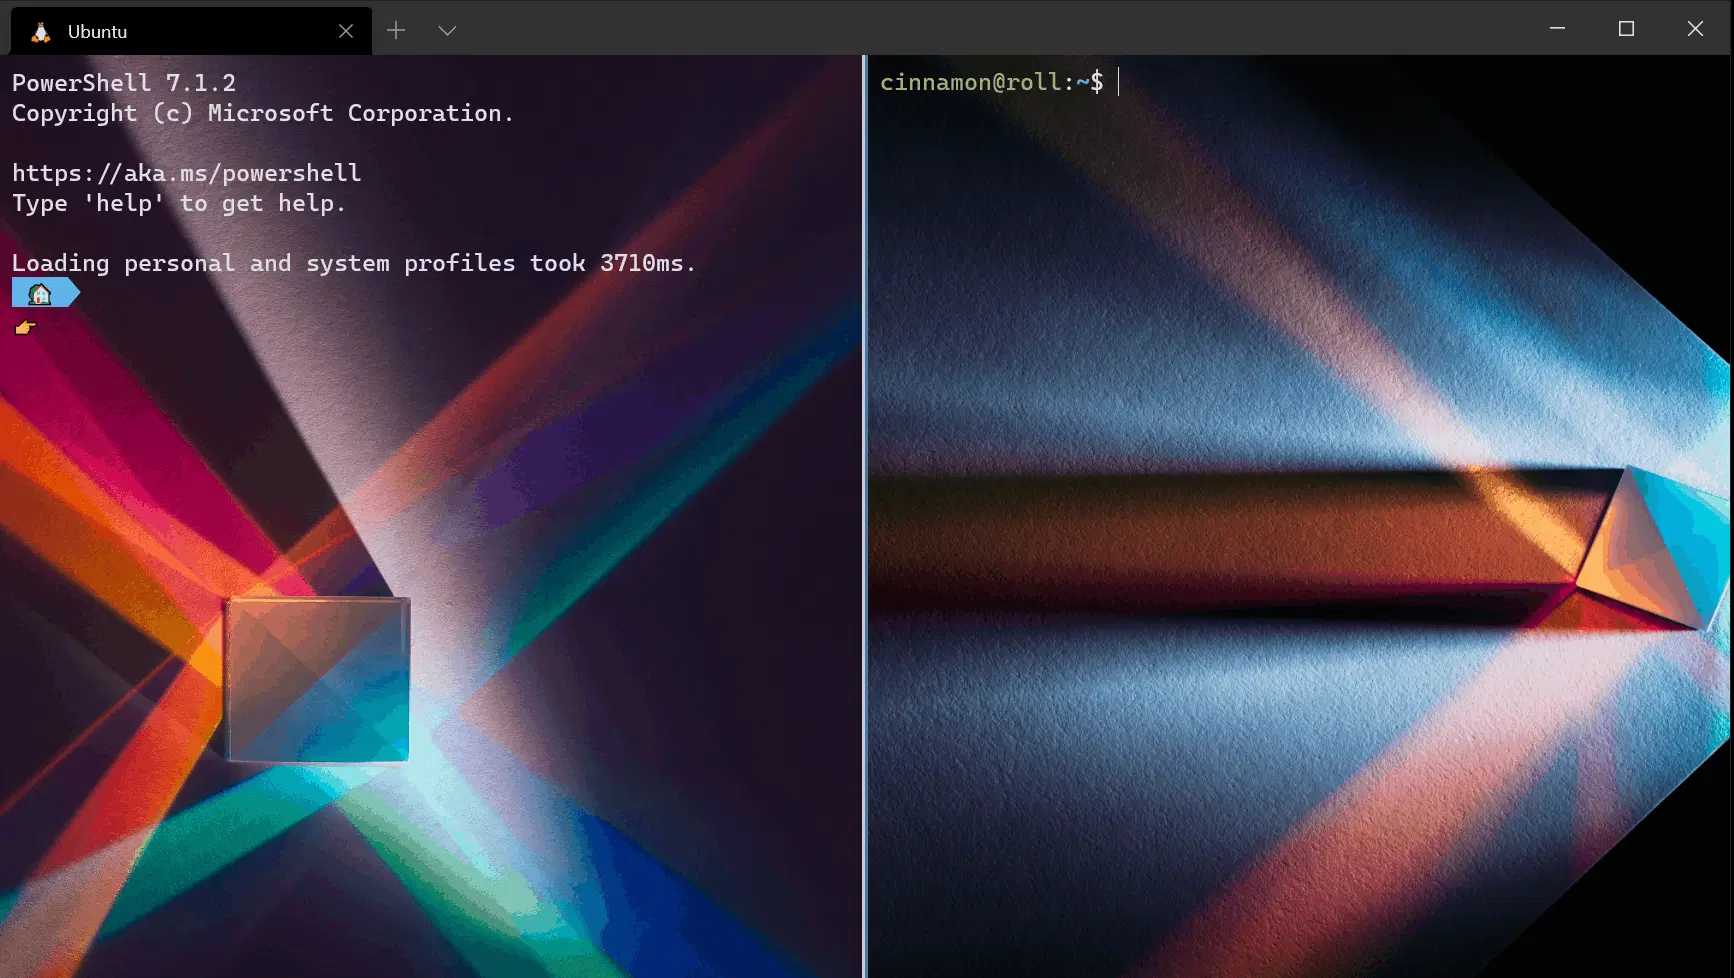 Ubuntu
PowerShell 7.1.2
Copyright (c) Microsoft Corporation.
https://aka.ms/powershell
Type 'help' to get help.
Loading personal and system profiles took 3710ms.
cinnamon@roll:~$